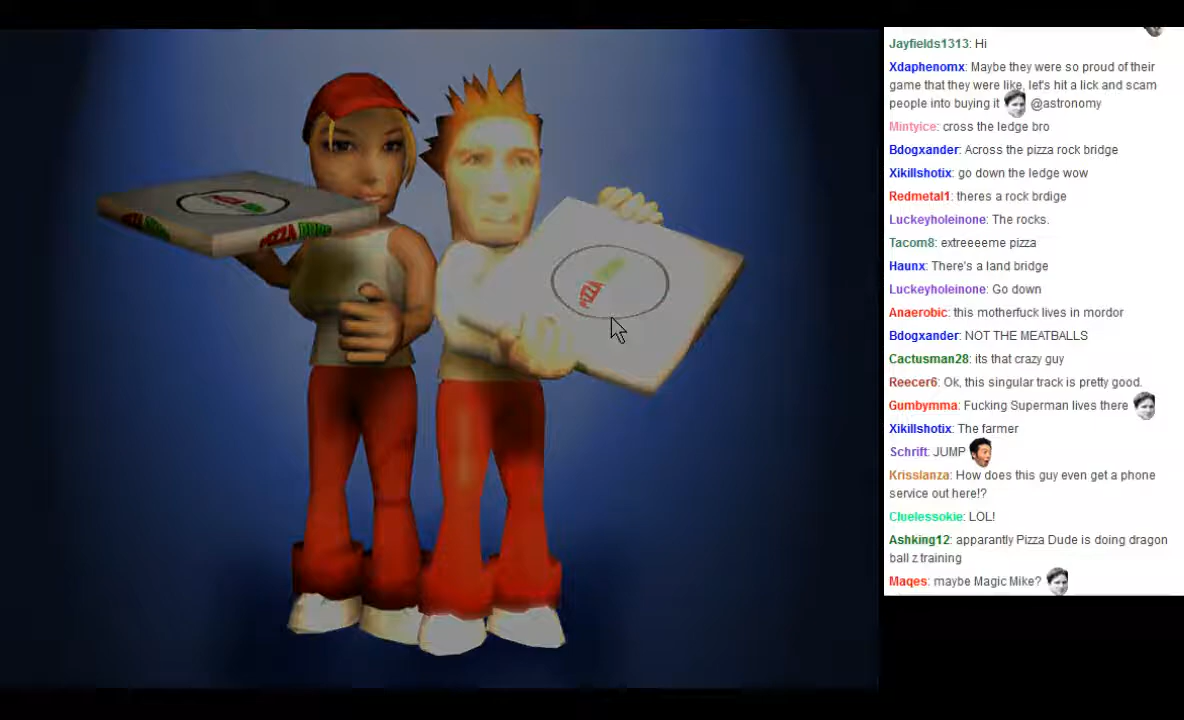 PIZZA DUDE
PIZZA DUDE
PIZZA
Jayfields1313: Hi
Xdaphenomx: Maybe they were so proud of their
game that they were like, let's hit a lick and scam
people into buying it @astronomy
Mintyice: cross the ledge bro
Bdogxander: Across the pizza rock bridge
Xikillshotix: go down the ledge wow
Redmetal1: theres a rock brdige
Luckeyholeinone: The rocks.
Tacom8: extreeeeme pizza
Haunx: There's a land bridge
Luckeyholeinone: Go down
Anaerobic: this motherfuck lives in mordor
Bdogxander: NOT THE MEATBALLS
Cactusman28: its that crazy guy
Reecer6: Ok, this singular track is pretty good.
Gumbymma: Fucking Superman lives there
Xikillshotix: The farmer
Schrift: JUMP
Krisslanza: How does this guy even get a phone
service out here!?
Cluelessokie: LOL!
Ashking12: apparantly Pizza Dude is doing dragon
ball z training
Maqes: maybe Magic Mike?